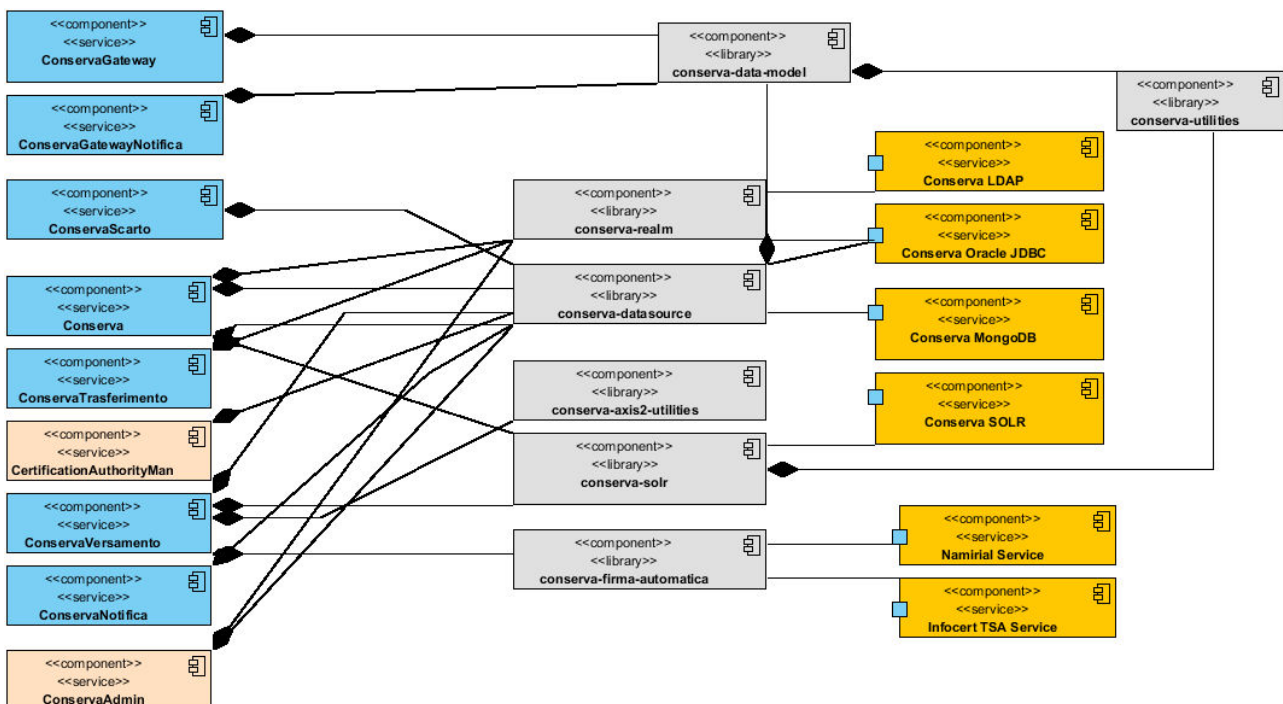 <<component>>
<<service>>
ConservaGateway
<<component>>
<<service>>
ConservaGatewayNotifica
<<component>>
<<service>>
ConservaScarto
<<component>>
<<service>>
Conserva
<<component>>
<<service>>
ConservaTrasferimento
<<component>>
<<service>>
CertificationAuthorityMan
<<component>>
<<service>>
ConservaVersamento
<<component>>
<<service>>
ConservaNotifica
<<component>>
<<service>>
ConservaAdmin
<<component>>
<<library>>
conserva-data-model
<<component>>
<<library>>
conserva-realm
<<component>>
<<library>>
conserva-datasource
<<component>>
<<library>>
conserva-axis2-utilities
<<component>>
<<library>>
conserva-solr
<<component>>
<<library>>
conserva-firma-automatica
<<component>>
<<library>>
conserva-utilities
<<component>>
<<service>>
Conserva LDAP
<<component>>
<<service>>
Conserva Oracle JDBC
<<component>>
<<service>>
Conserva MongoDB
<<component>>
<<service>>
Conserva SOLR
<<component>>
<<service>>
Namirial Service
<<component>>
<<service>>
Infocert TSA Service